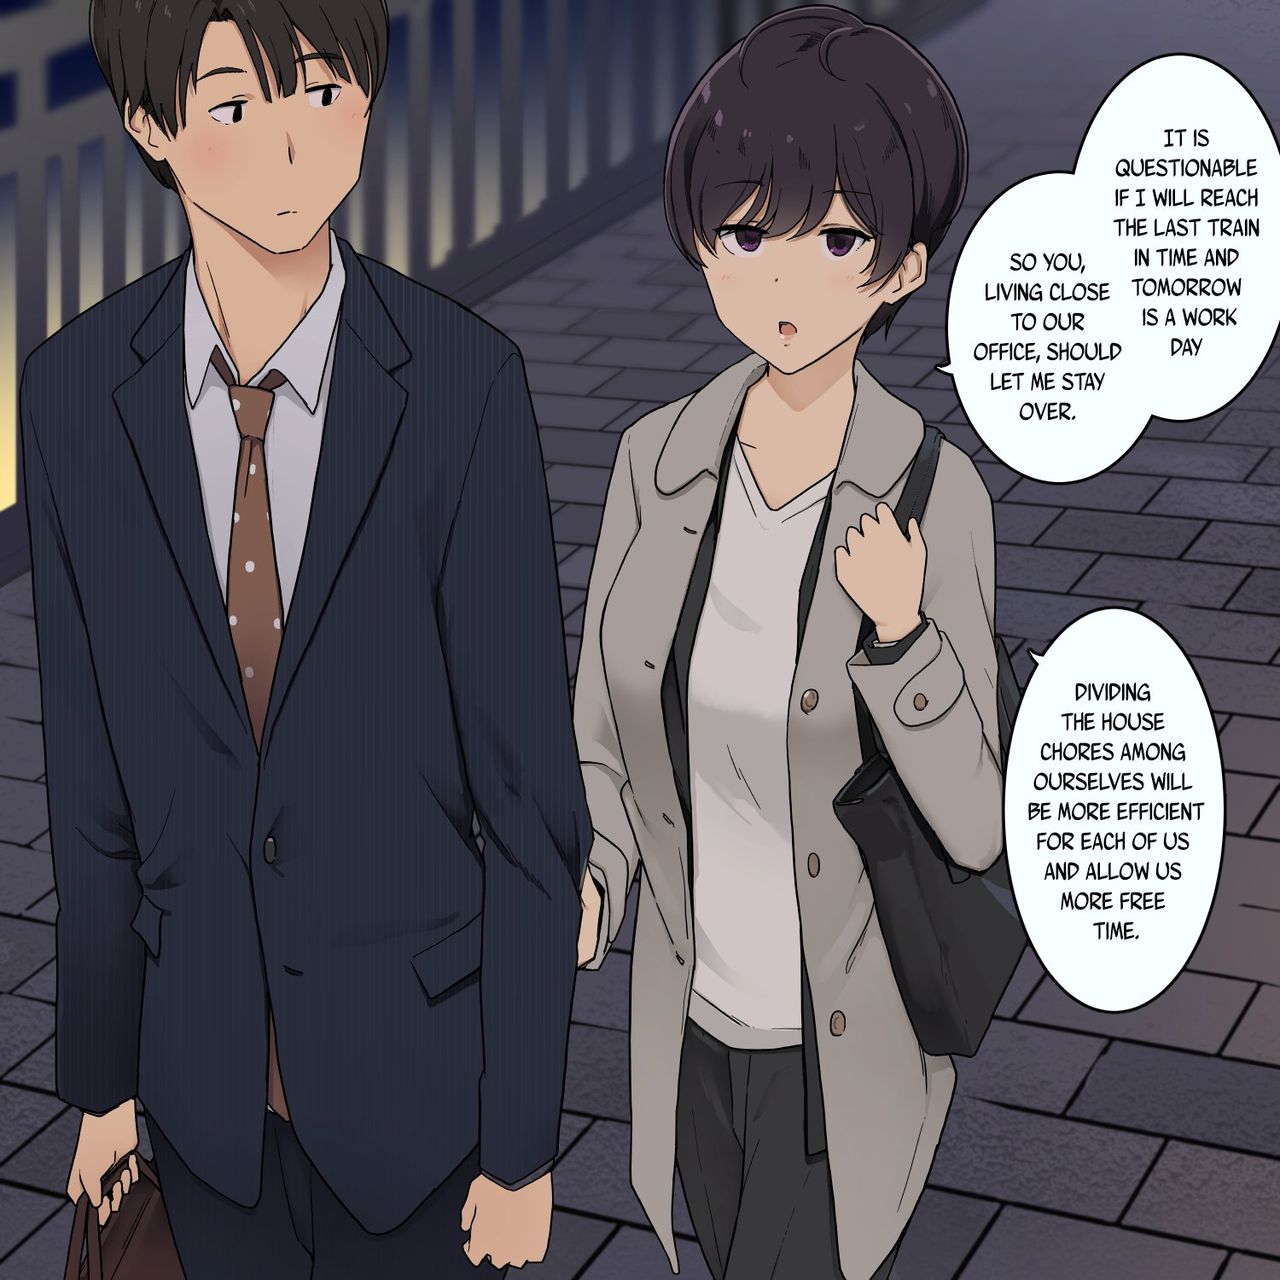 IT IS
QUESTIONABLE
IF I WILL REACH
THE LAST TRAIN
IN TIME AND
TOMORROW
IS A WORK
DAY
SO YOU,
LIVING CLOSE
TO OUR
OFFICE, SHOULD
LET ME STAY
OVER.
DIVIDING
THE HOUSE
CHORES AMONG
OURSELVES WILL
BE MORE EFFICIENT
FOR EACH OF US
AND ALLOW US
MORE FREE
TIME.